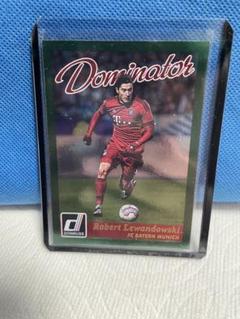 Dominator
T
DONRUSS
Robert Lewandowski
FC BAYERN MUNICH